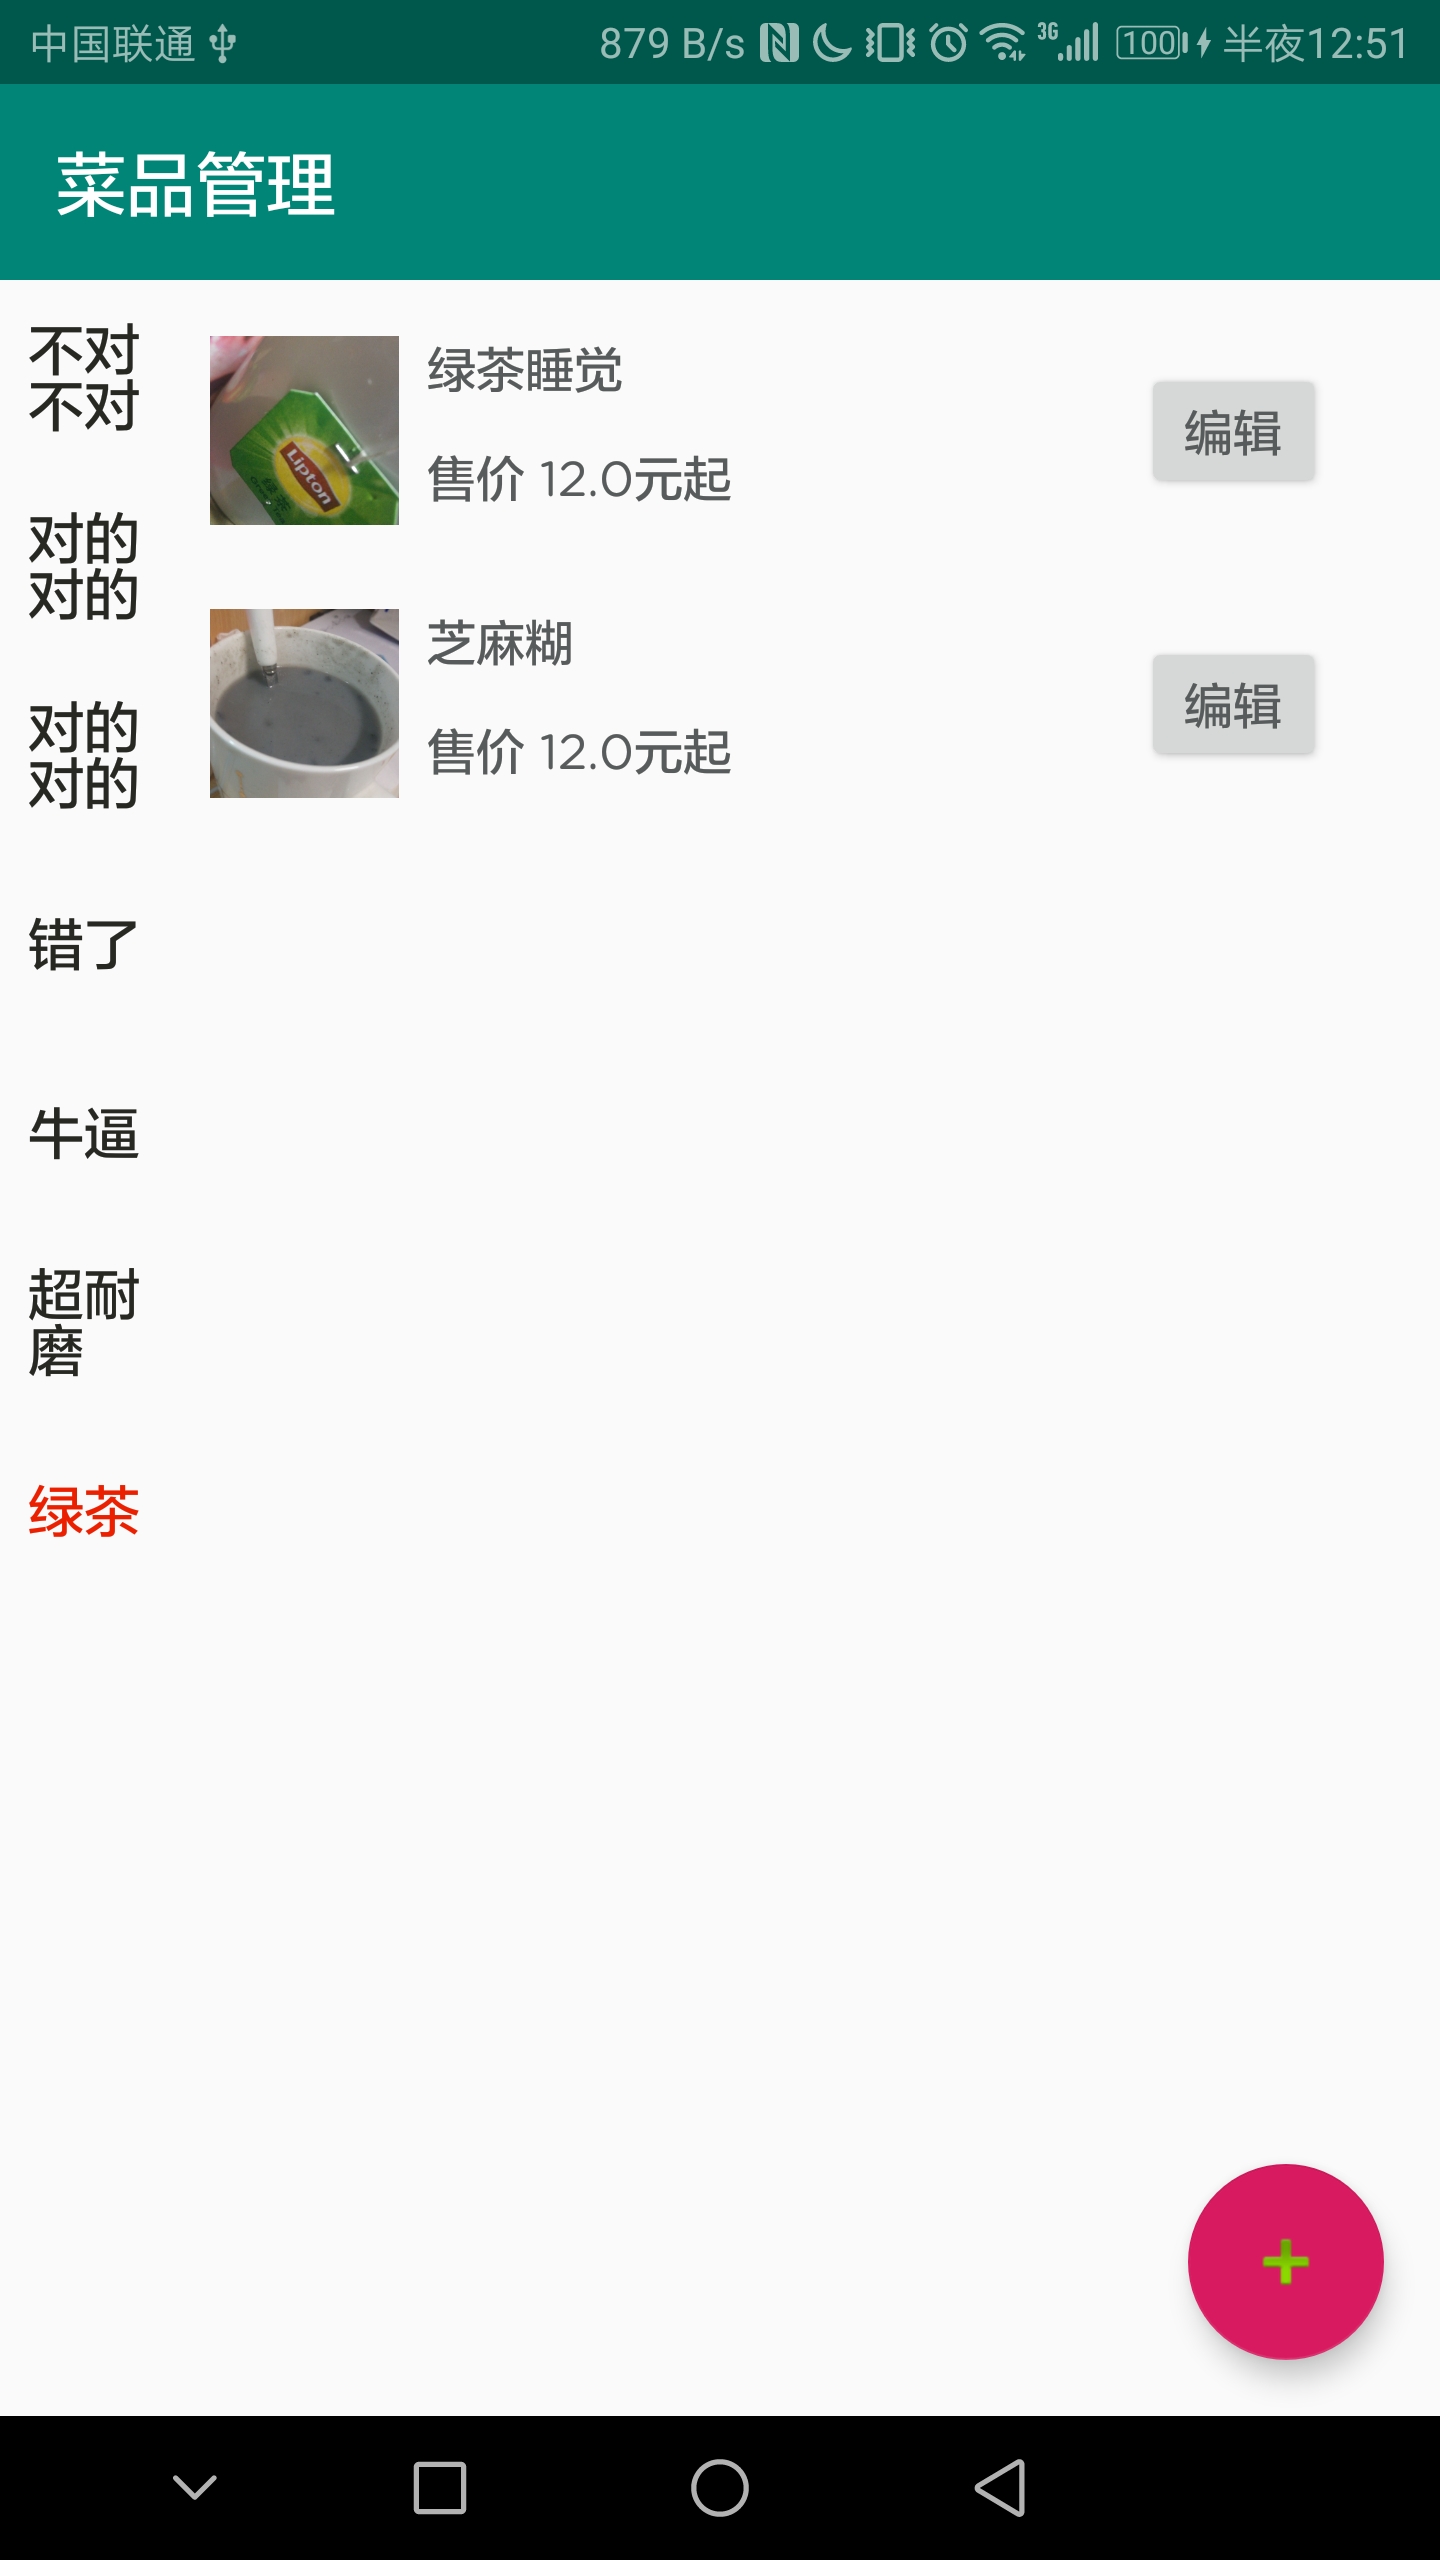 中国联通 879 B/s 3G 100 半夜12:51
菜品管理
不对
不对
对的
对的
对的
对的
错了
牛逼
超耐
磨
绿茶
Lipton
绿茶睡觉
售价 12.0元起
编辑
芝麻糊
售价 12.0元起
编辑